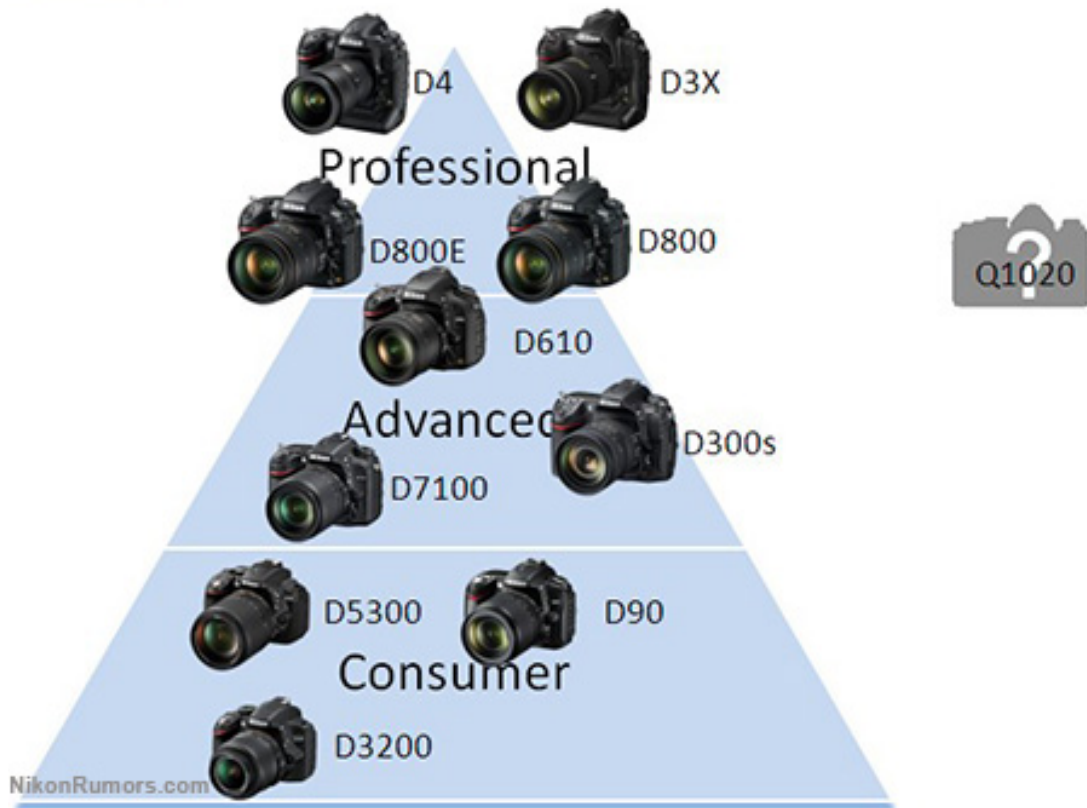 D4
D3X
Professional
D800E
D800
?
Q1020
D610
Advanced
D300s
D7100
D5300
D90
Consumer
D3200
NikonRumors.com